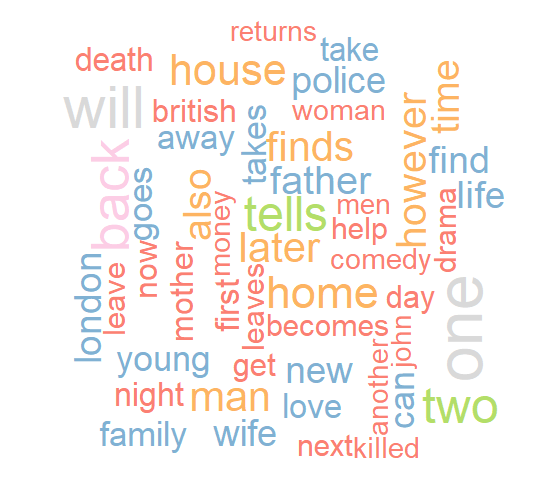 returns
take
death
house
police
will
british
woman
time
away
takes
finds
however
find
back
goes
father
life
also
tells
men
money
help
drama
later
comedy
now
mother
london
leave
first
leaves
home
day
becomes
one
young
get
new
another
john
can
night
man
love
two
family
wife
next
killed